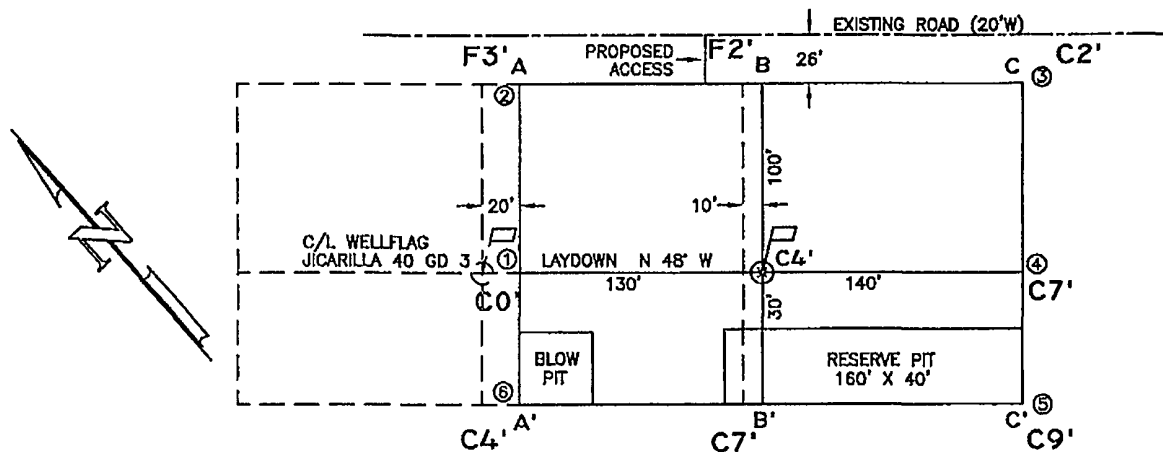 EXISTING ROAD (20'W)
F3'
PROPOSED
ACCESS
F2'
26'
C2'
A
B
C
②
③
100'
20'
10'
N
C/L WELLFLAG
JICARILLA 40 GD 3
①
LAYDOWN N 48° W
C4'
④
C0'
130'
140'
C7'
30'
BLOW
PIT
RESERVE PIT
160' X 40'
⑥
⑤
A'
B'
C'
C4'
C7'
C9'